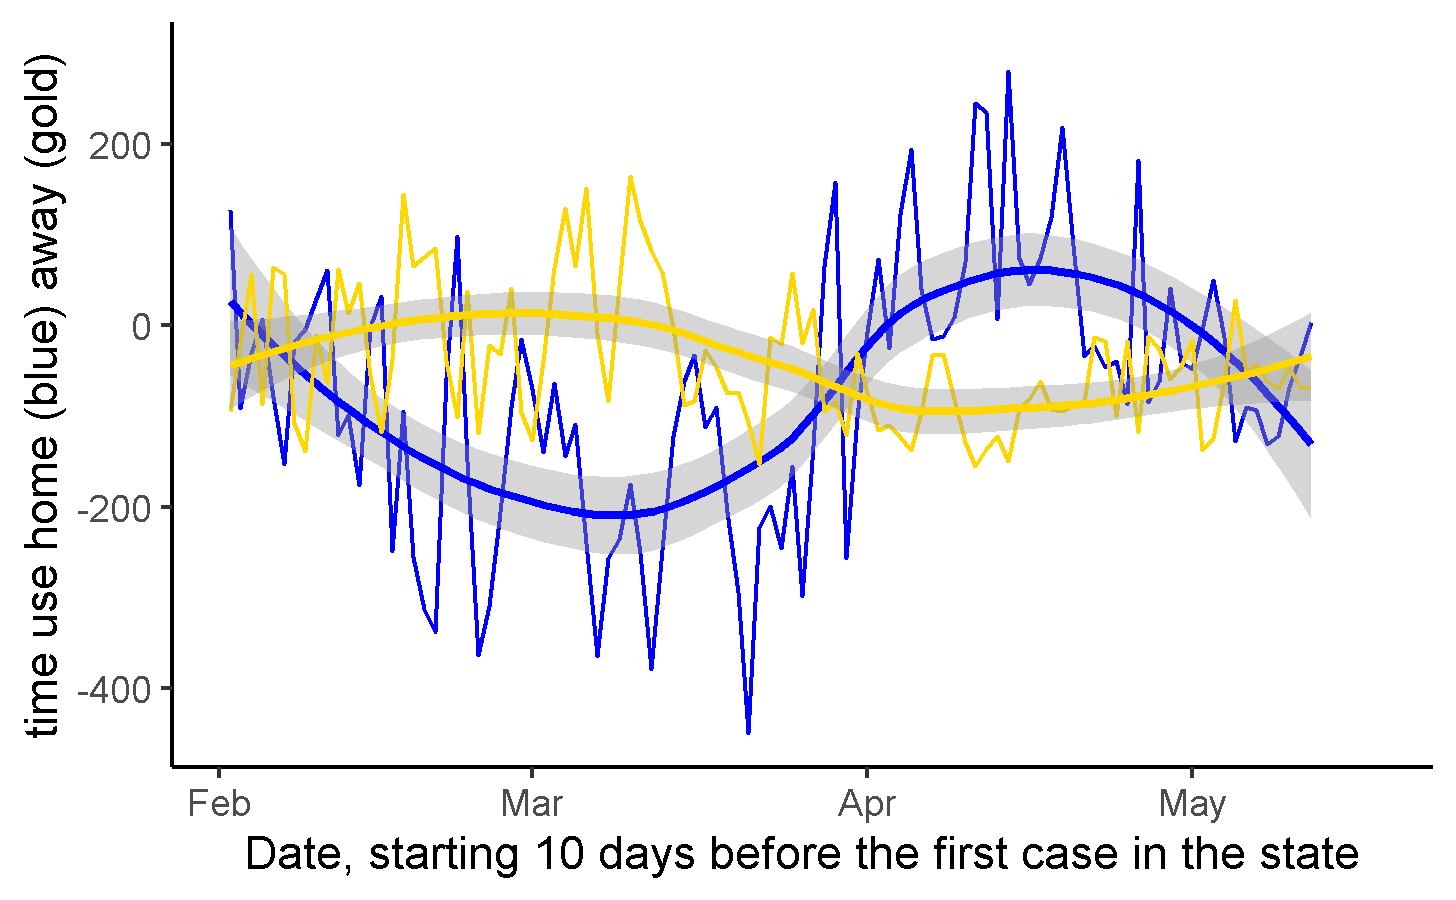 time use home (blue) away (gold)
200
0
-200
-400
Feb
Mar
Apr
May
Date, starting 10 days before the first case in the state